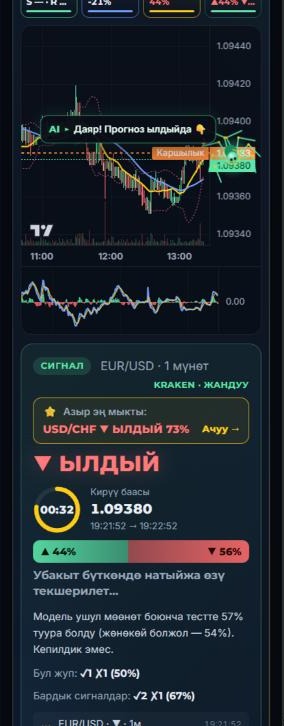 -21%
44%
▲44% ▼...
1.09440
1.09420
1.09400
AI ▸ Даяр! Прогноз ылдыйда 👇
Каршылык
1.09380
1.09360
1.09340
11:00 12:00 13:00
0.00
СИГНАЛ EUR/USD · 1 мүнөт
KRAKEN · ЖАНДУУ
⭐ Азыр эң мыкты:
USD/CHF ▼ ЫЛДЫЙ 73% Ачуу →
▼ ЫЛДЫЙ
00:32
Кирүү баасы
1.09380
19:21:52 → 19:22:52
▲ 44% ▼ 56%
Убакыт бүткөндө натыйжа өзү
текшерилет...
Модель ушул мөөнөт боюнча тестте 57%
туура болду (жөнөкөй болжол — 54%).
Кепилдик эмес.
Бул жуп: ✓1 ✗1 (50%)
Бардык сигналдар: ✓2 ✗1 (67%)
EUR/USD · ▼ · 1м 19:21:52